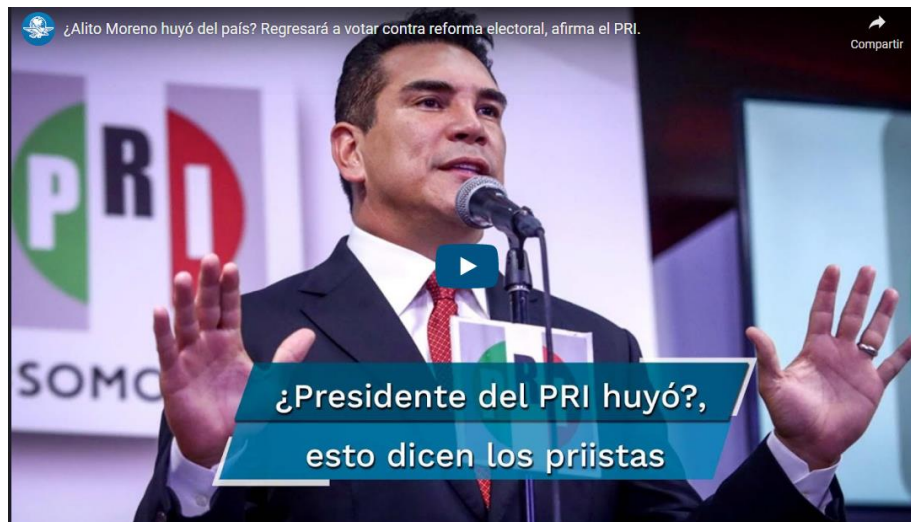 ¿Alito Moreno huyó del país? Regresará a votar contra reforma electoral, afirma el PRI.
Compartir
PRI
SOMO
PRI
¿Presidente del PRI huyó?,
esto dicen los priistas